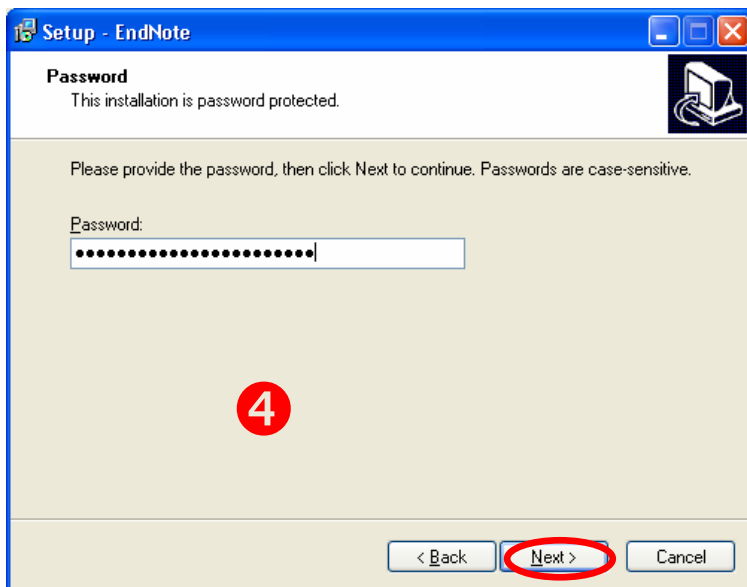 Setup - EndNote
Password
This installation is password protected.
Please provide the password, then click Next to continue. Passwords are case-sensitive.
Password:
●●●●●●●●●●●●●●●●●●●●●●●
4
< Back Next > Cancel